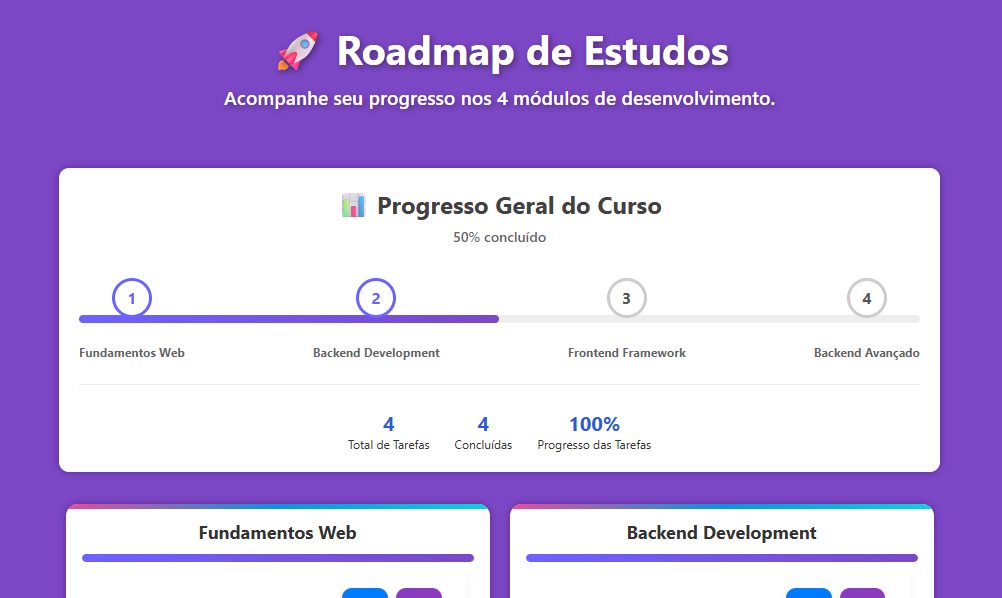 🚀 Roadmap de Estudos
Acompanhe seu progresso nos 4 módulos de desenvolvimento.
📊 Progresso Geral do Curso
50% concluído
1 2 3 4
Fundamentos Web Backend Development Frontend Framework Backend Avançado
4 4 100%
Total de Tarefas Concluídas Progresso das Tarefas
Fundamentos Web Backend Development